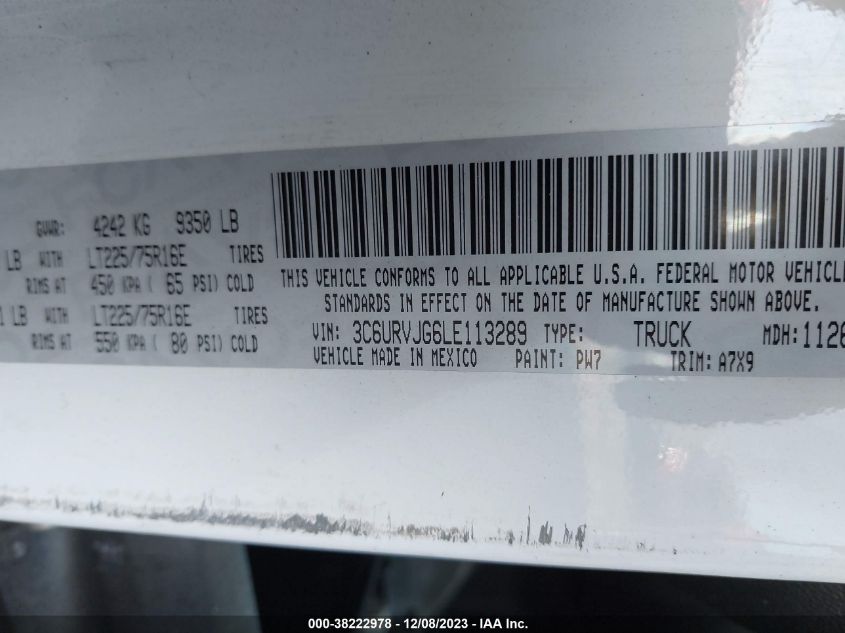 GVWR: 4242 KG 9350 LB
LB WITH LT225/75R16E TIRES
RIMS AT 450 KPA ( 65 PSI) COLD
LB WITH LT225/75R16E TIRES
RIMS AT 550 KPA ( 80 PSI) COLD
THIS VEHICLE CONFORMS TO ALL APPLICABLE U.S.A. FEDERAL MOTOR VEHICLE
STANDARDS IN EFFECT ON THE DATE OF MANUFACTURE SHOWN ABOVE.
VIN: 3C6URVJG6LE113289 TYPE: TRUCK MDH: 1126
VEHICLE MADE IN MEXICO PAINT: PW7 TRIM: A7X9
000-38222978 - 12/08/2023 - IAA Inc.